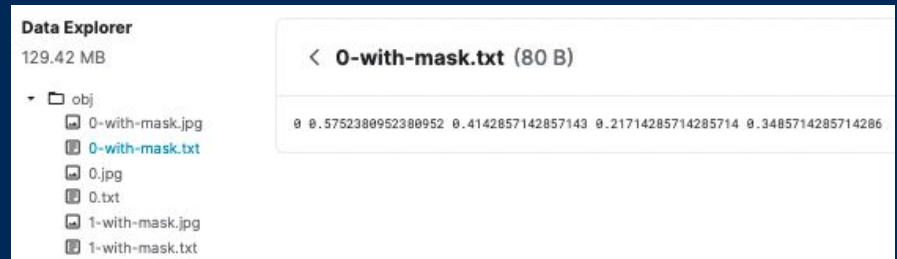 Data Explorer
129.42 MB
obj
0-with-mask.jpg
0-with-mask.txt
0.jpg
0.txt
1-with-mask.jpg
1-with-mask.txt
< 0-with-mask.txt (80 B)
0 0.5752380952380952 0.4142857142857143 0.21714285714285714 0.3485714285714286